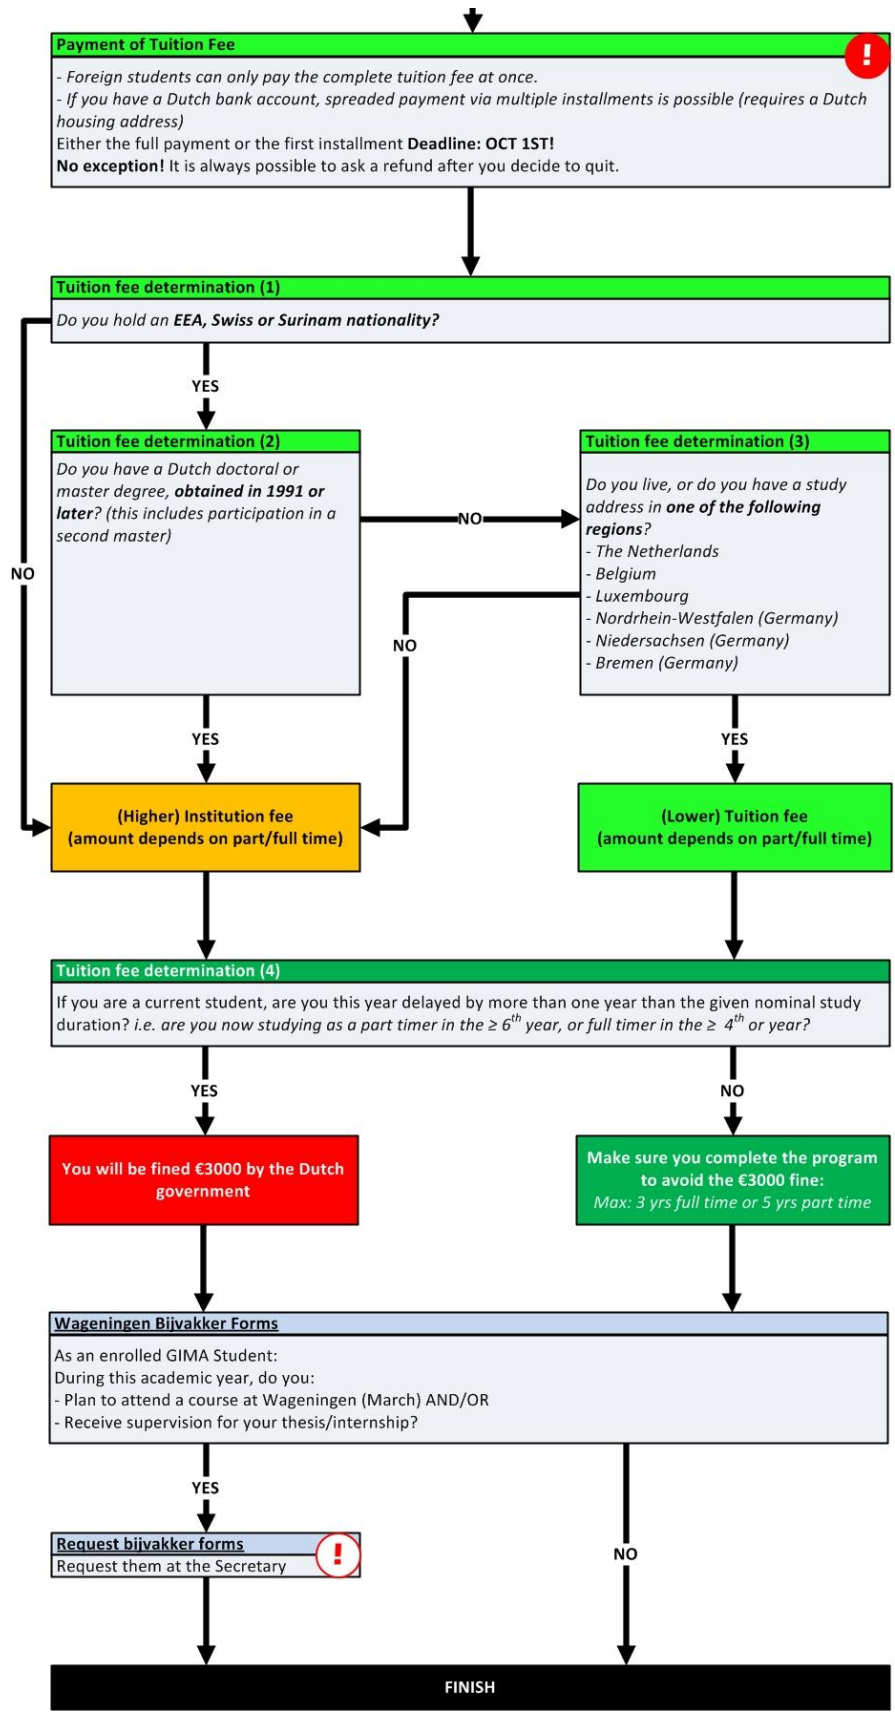 Payment of Tuition Fee
!
- Foreign students can only pay the complete tuition fee at once.
- If you have a Dutch bank account, spreaded payment via multiple installments is possible (requires a Dutch
housing address)
Either the full payment or the first installment Deadline: OCT 1ST!
No exception! It is always possible to ask a refund after you decide to quit.
Tuition fee determination (1)
Do you hold an EEA, Swiss or Surinam nationality?
YES
NO
Tuition fee determination (2)
Do you have a Dutch doctoral or
master degree, obtained in 1991 or
later? (this includes participation in a
second master)
NO
Tuition fee determination (3)
Do you live, or do you have a study
address in one of the following
regions?
- The Netherlands
- Belgium
- Luxembourg
- Nordrhein-Westfalen (Germany)
- Niedersachsen (Germany)
- Bremen (Germany)
NO
YES
YES
(Higher) Institution fee
(amount depends on part/full time)
(Lower) Tuition fee
(amount depends on part/full time)
Tuition fee determination (4)
If you are a current student, are you this year delayed by more than one year than the given nominal study
duration? i.e. are you now studying as a part timer in the ≥ 6th year, or full timer in the ≥ 4th or year?
YES
NO
You will be fined €3000 by the Dutch
government
Make sure you complete the program
to avoid the €3000 fine:
Max: 3 yrs full time or 5 yrs part time
Wageningen Bijvakker Forms
As an enrolled GIMA Student:
During this academic year, do you:
- Plan to attend a course at Wageningen (March) AND/OR
- Receive supervision for your thesis/internship?
YES
NO
Request bijvakker forms
!
Request them at the Secretary
FINISH